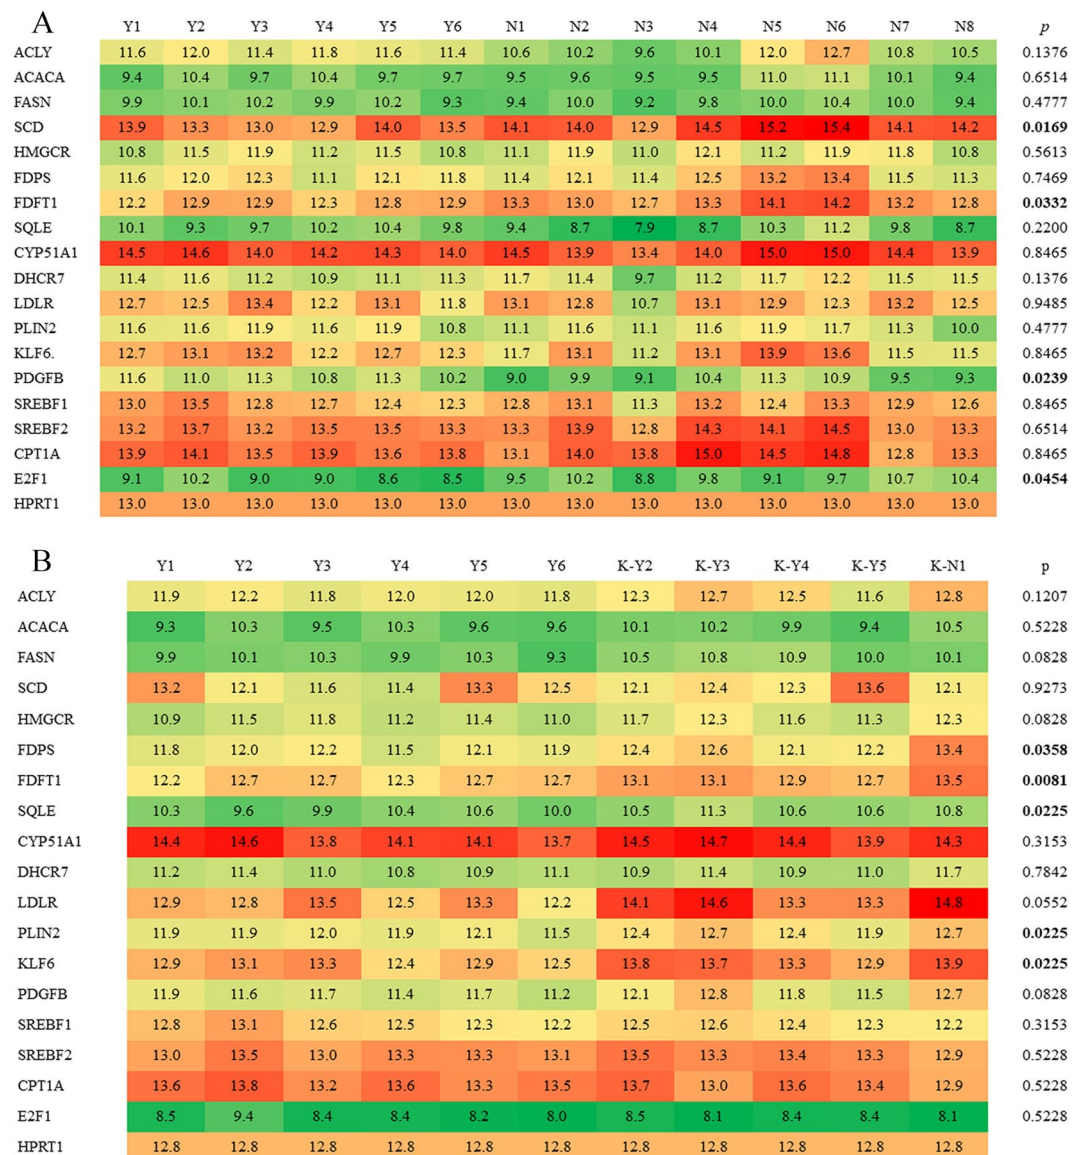 A
Y1 Y2 Y3 Y4 Y5 Y6 N1 N2 N3 N4 N5 N6 N7 N8 p
ACLY 11.6 12.0 11.4 11.8 11.6 11.4 10.6 10.2 9.6 10.1 12.0 12.7 10.8 10.5 0.1376
ACACA 9.4 10.4 9.7 10.4 9.7 9.7 9.5 9.6 9.5 9.5 11.0 11.1 10.1 9.4 0.6514
FASN 9.9 10.1 10.2 9.9 10.2 9.3 9.4 10.0 9.2 9.8 10.0 10.4 10.0 9.4 0.4777
SCD 13.9 13.3 13.0 12.9 14.0 13.5 14.1 14.0 12.9 14.5 15.2 15.4 14.1 14.2 0.0169
HMGCR 10.8 11.5 11.9 11.2 11.5 10.8 11.1 11.9 11.0 12.1 11.2 11.9 11.8 10.8 0.5613
FDPS 11.6 12.0 12.3 11.1 12.1 11.8 11.4 12.1 11.4 12.5 13.2 13.4 11.5 11.3 0.7469
FDFT1 12.2 12.9 12.9 12.3 12.8 12.9 13.3 13.0 12.7 13.3 14.1 14.2 13.2 12.8 0.0332
SQLE 10.1 9.3 9.7 10.2 10.4 9.8 9.4 8.7 7.9 8.7 10.3 11.2 9.8 8.7 0.2200
CYP51A1 14.5 14.6 14.0 14.2 14.3 14.0 14.5 13.9 13.4 14.0 15.0 15.0 14.4 13.9 0.8465
DHCR7 11.4 11.6 11.2 10.9 11.1 11.3 11.7 11.4 9.7 11.2 11.7 12.2 11.5 11.5 0.1376
LDLR 12.7 12.5 13.4 12.2 13.1 11.8 13.1 12.8 10.7 13.1 12.9 12.3 13.2 12.5 0.9485
PLIN2 11.6 11.6 11.9 11.6 11.9 10.8 11.1 11.6 11.1 11.6 11.9 11.7 11.3 10.0 0.4777
KLF6. 12.7 13.1 13.2 12.2 12.7 12.3 11.7 13.1 11.2 13.1 13.9 13.6 11.5 11.5 0.8465
PDGFB 11.6 11.0 11.3 10.8 11.3 10.2 9.0 9.9 9.1 10.4 11.3 10.9 9.5 9.3 0.0239
SREBF1 13.0 13.5 12.8 12.7 12.4 12.3 12.8 13.1 11.3 13.2 12.4 13.3 12.9 12.6 0.8465
SREBF2 13.2 13.7 13.2 13.5 13.5 13.3 13.3 13.9 12.8 14.3 14.1 14.5 13.0 13.3 0.6514
CPT1A 13.9 14.1 13.5 13.9 13.6 13.8 13.1 14.0 13.8 15.0 14.5 14.8 12.8 13.3 0.8465
E2F1 9.1 10.2 9.0 9.0 8.6 8.5 9.5 10.2 8.8 9.8 9.1 9.7 10.7 10.4 0.0454
HPRT1 13.0 13.0 13.0 13.0 13.0 13.0 13.0 13.0 13.0 13.0 13.0 13.0 13.0 13.0
B
Y1 Y2 Y3 Y4 Y5 Y6 K-Y2 K-Y3 K-Y4 K-Y5 K-N1 p
ACLY 11.9 12.2 11.8 12.0 12.0 11.8 12.3 12.7 12.5 11.6 12.8 0.1207
ACACA 9.3 10.3 9.5 10.3 9.6 9.6 10.1 10.2 9.9 9.4 10.5 0.5228
FASN 9.9 10.1 10.3 9.9 10.3 9.3 10.5 10.8 10.9 10.0 10.1 0.0828
SCD 13.2 12.1 11.6 11.4 13.3 12.5 12.1 12.4 12.3 13.6 12.1 0.9273
HMGCR 10.9 11.5 11.8 11.2 11.4 11.0 11.7 12.3 11.6 11.3 12.3 0.0828
FDPS 11.8 12.0 12.2 11.5 12.1 11.9 12.4 12.6 12.1 12.2 13.4 0.0358
FDFT1 12.2 12.7 12.7 12.3 12.7 12.7 13.1 13.1 12.9 12.7 13.5 0.0081
SQLE 10.3 9.6 9.9 10.4 10.6 10.0 10.5 11.3 10.6 10.6 10.8 0.0225
CYP51A1 14.4 14.6 13.8 14.1 14.1 13.7 14.5 14.7 14.4 13.9 14.3 0.3153
DHCR7 11.2 11.4 11.0 10.8 10.9 11.1 10.9 11.4 10.9 11.0 11.7 0.7842
LDLR 12.9 12.8 13.5 12.5 13.3 12.2 14.1 14.6 13.3 13.3 14.8 0.0552
PLIN2 11.9 11.9 12.0 11.9 12.1 11.5 12.4 12.7 12.4 11.9 12.7 0.0225
KLF6 12.9 13.1 13.3 12.4 12.9 12.5 13.8 13.7 13.3 12.9 13.9 0.0225
PDGFB 11.9 11.6 11.7 11.4 11.7 11.2 12.1 12.8 11.8 11.5 12.7 0.0828
SREBF1 12.8 13.1 12.6 12.5 12.3 12.2 12.5 12.6 12.4 12.3 12.2 0.3153
SREBF2 13.0 13.5 13.0 13.3 13.3 13.1 13.5 13.3 13.4 13.3 12.9 0.5228
CPT1A 13.6 13.8 13.2 13.6 13.3 13.5 13.7 13.0 13.6 13.4 12.9 0.5228
E2F1 8.5 9.4 8.4 8.4 8.2 8.0 8.5 8.1 8.4 8.4 8.1 0.5228
HPRT1 12.8 12.8 12.8 12.8 12.8 12.8 12.8 12.8 12.8 12.8 12.8